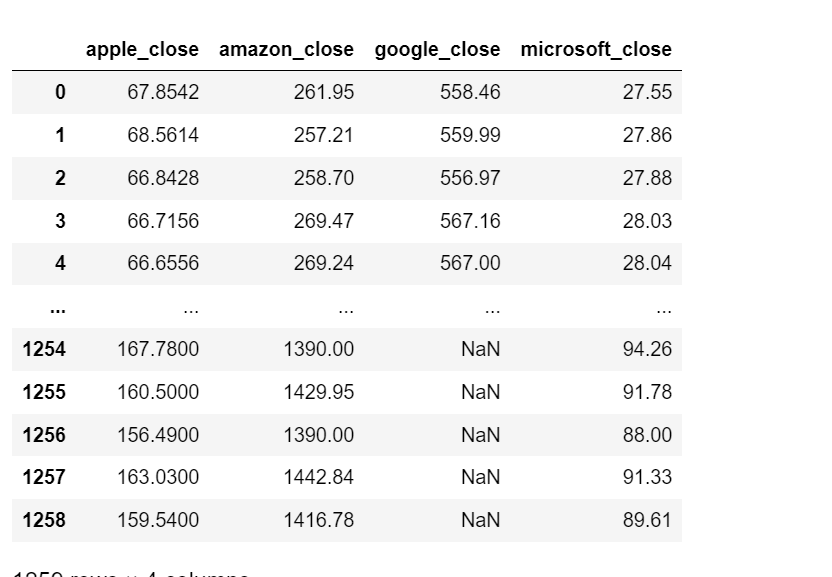 apple_close amazon_close google_close microsoft_close
0 67.8542 261.95 558.46 27.55
1 68.5614 257.21 559.99 27.86
2 66.8428 258.70 556.97 27.88
3 66.7156 269.47 567.16 28.03
4 66.6556 269.24 567.00 28.04
... ... ... ... ...
1254 167.7800 1390.00 NaN 94.26
1255 160.5000 1429.95 NaN 91.78
1256 156.4900 1390.00 NaN 88.00
1257 163.0300 1442.84 NaN 91.33
1258 159.5400 1416.78 NaN 89.61
1259 rows × 4 columns